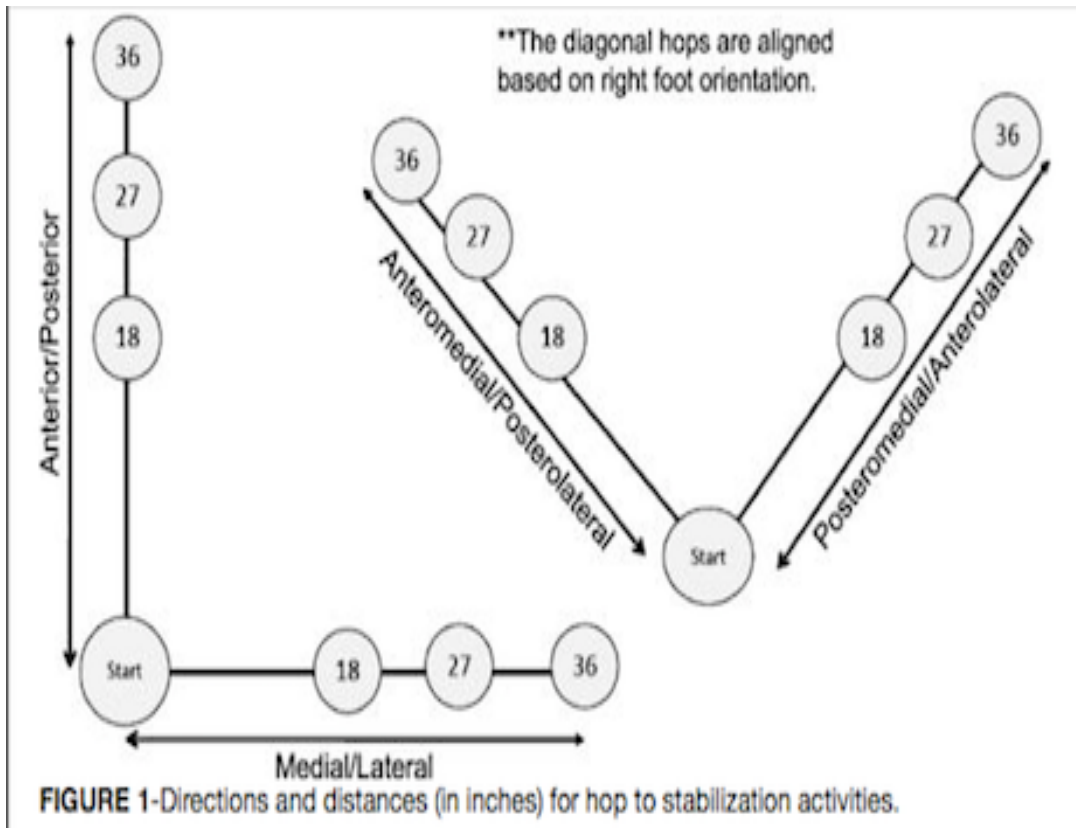 **The diagonal hops are aligned
based on right foot orientation.
36
27
18
Start
Anterior/Posterior
18
27
36
Medial/Lateral
36
27
18
Anteromedial/Posterolateral
Start
36
27
18
Posteromedial/Anterolateral
FIGURE 1-Directions and distances (in inches) for hop to stabilization activities.